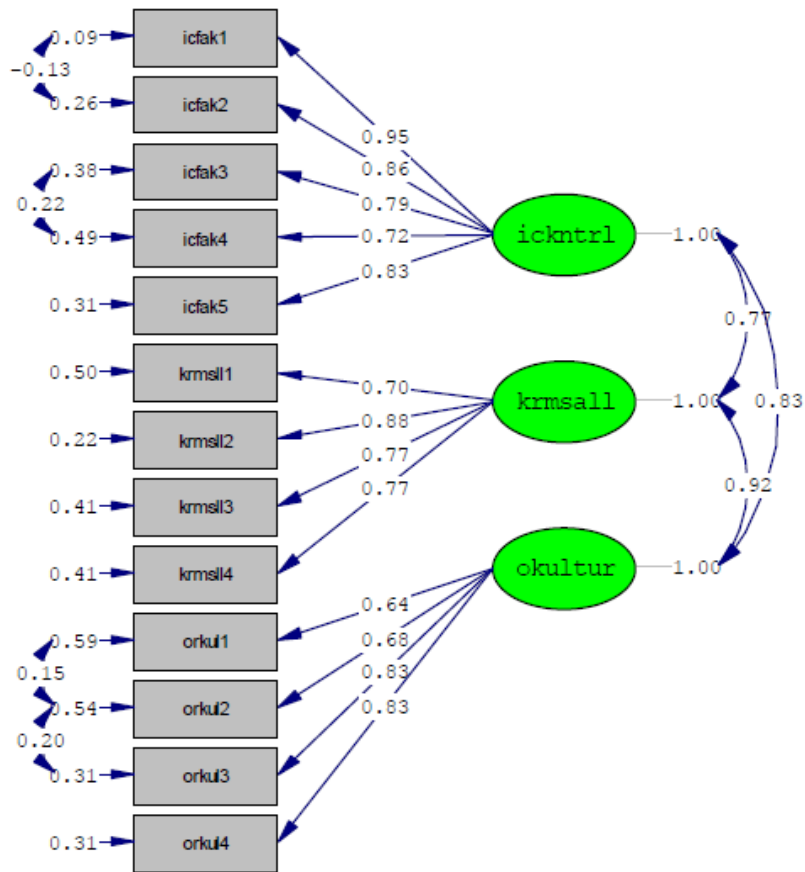 0.09 icfak1
-0.13
0.26 icfak2
0.95
0.86
0.38 icfak3
0.79
0.22
0.49 icfak4
0.72
ickntrl 1.00
0.83
0.31 icfak5
0.77
0.50 krmsll1
0.70
0.88
krmsall 1.00 0.83
0.22 krmsll2
0.77
0.77
0.92
0.41 krmsll3
0.41 krmsll4
okultur 1.00
0.64
0.59 orkul1
0.68
0.15
0.83
0.54 orkul2
0.83
0.20
0.31 orkul3
0.31 orkul4